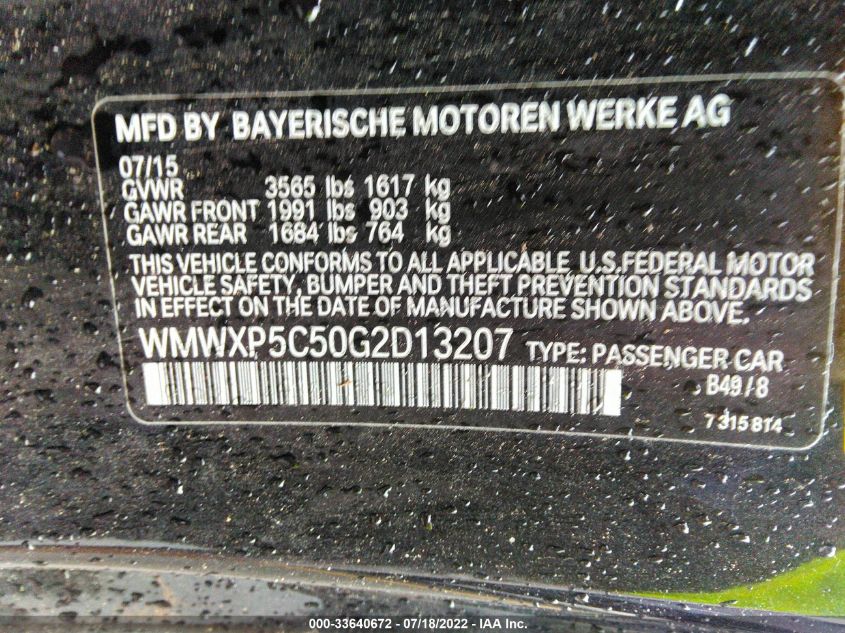 MFD BY BAYERISCHE MOTOREN WERKE AG
07/15
GVWR 3565 lbs 1617 kg
GAWR FRONT 1991 lbs 903 kg
GAWR REAR 1684 lbs 764 kg
THIS VEHICLE CONFORMS TO ALL APPLICABLE U.S.FEDERAL MOTOR
VEHICLE SAFETY, BUMPER AND THEFT PREVENTION STANDARDS
IN EFFECT ON THE DATE OF MANUFACTURE SHOWN ABOVE.
WMWXP5C50G2D13207 TYPE: PASSENGER CAR
B49/8
7315814
000-33640672 - 07/18/2022 - IAA Inc.